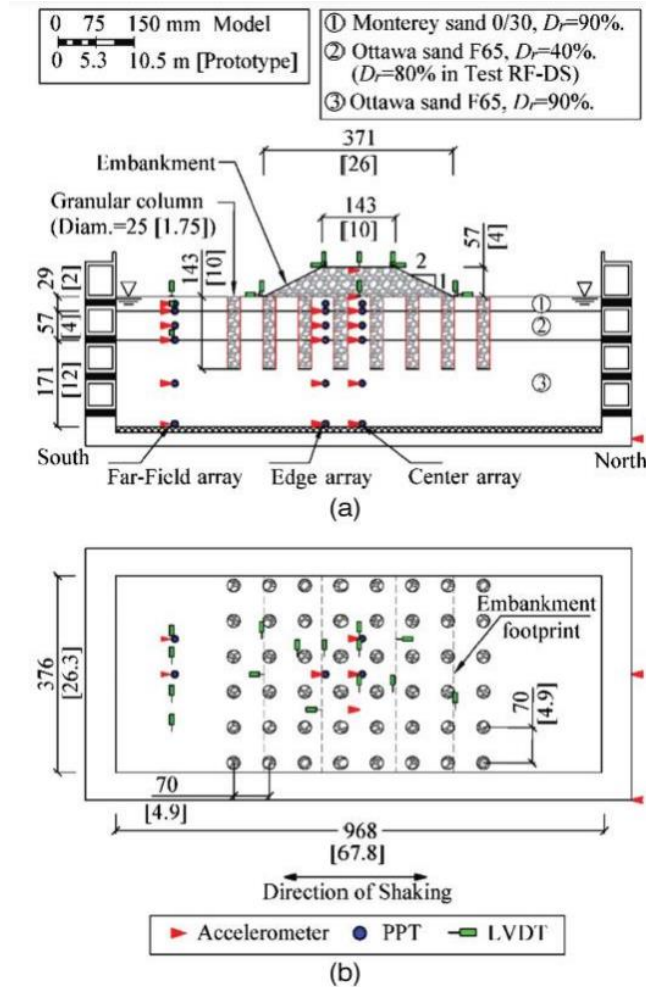 0 75 150 mm Model
0 5.3 10.5 m [Prototype]
① Monterey sand 0/30, Dr=90%.
② Ottawa sand F65, Dr=40%.
(Dr=80% in Test RF-DS)
③ Ottawa sand F65, Dr=90%.
371
[26]
Embankment
Granular column
(Diam.=25 [1.75])
143
[10]
57
[4]
2
1
143
[10]
29
[2]
57
[4]
171
[12]
①
②
③
South
North
Far-Field array
Edge array
Center array
(a)
376
[26.3]
Embankment
footprint
70
[4.9]
70
[4.9]
968
[67.8]
Direction of Shaking
Accelerometer
PPT
LVDT
(b)